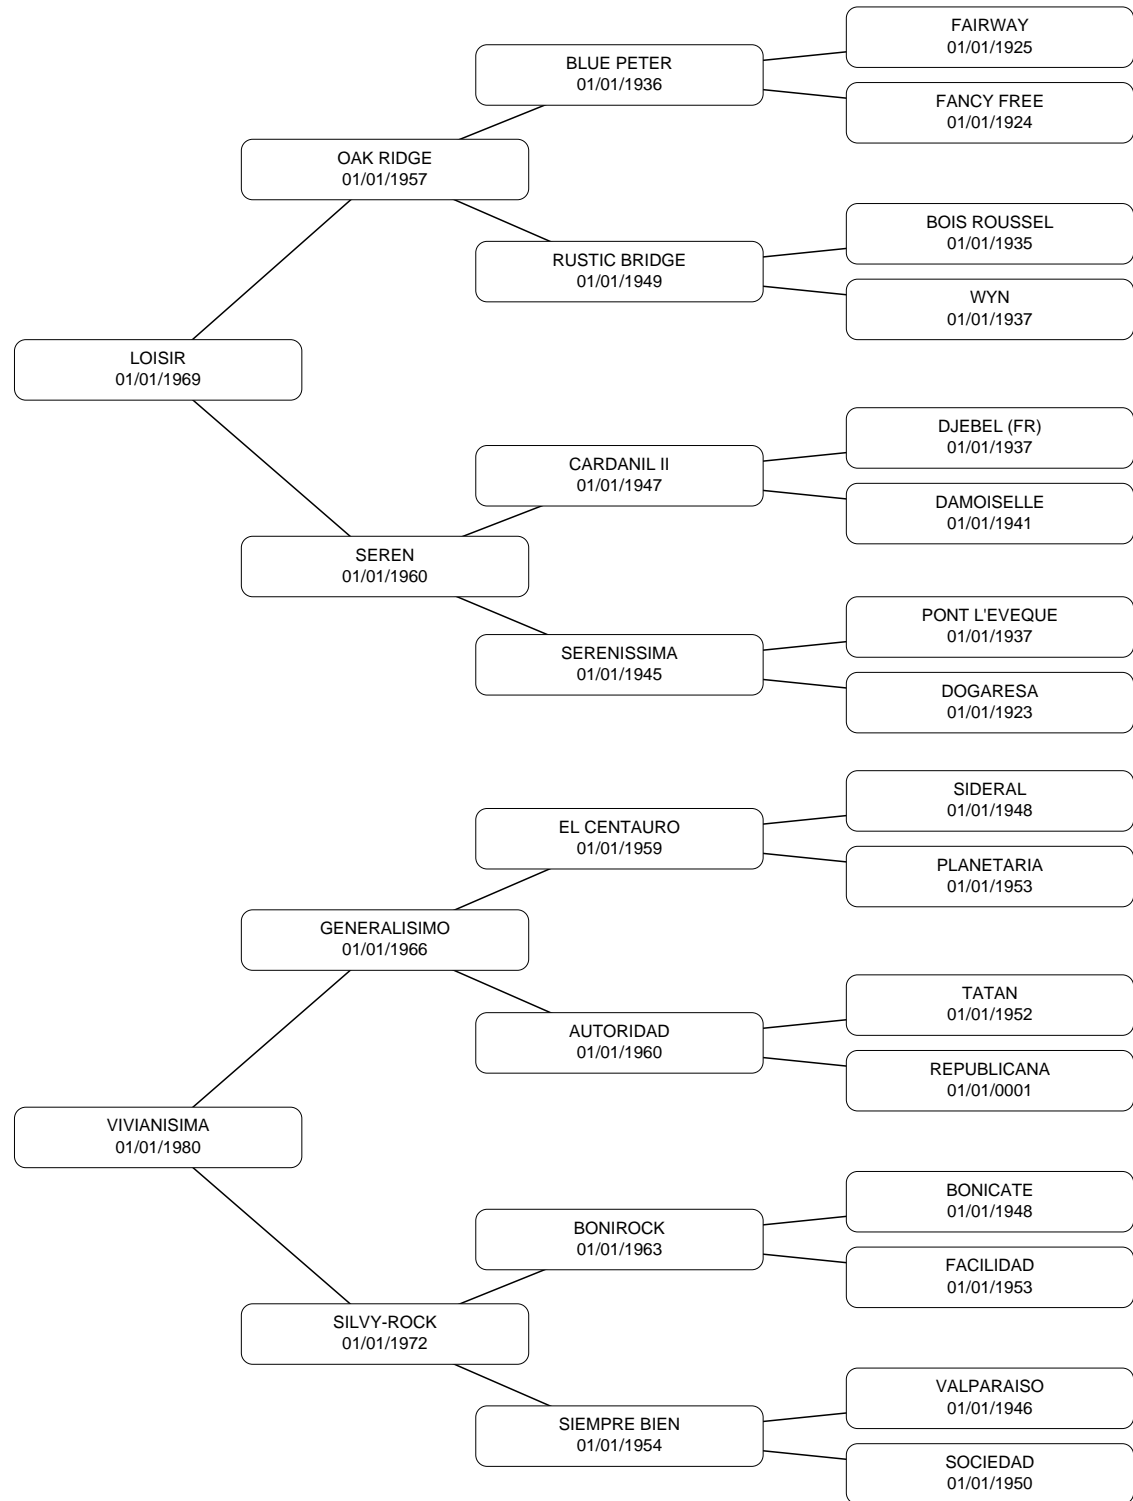 FAIRWAY
01/01/1925
BLUE PETER
01/01/1936
FANCY FREE
01/01/1924
OAK RIDGE
01/01/1957
BOIS ROUSSEL
01/01/1935
RUSTIC BRIDGE
01/01/1949
WYN
01/01/1937
LOISIR
01/01/1969
DJEBEL (FR)
01/01/1937
CARDANIL II
01/01/1947
DAMOISELLE
01/01/1941
SEREN
01/01/1960
PONT L'EVEQUE
01/01/1937
SERENISSIMA
01/01/1945
DOGARESA
01/01/1923
SIDERAL
01/01/1948
EL CENTAURO
01/01/1959
PLANETARIA
01/01/1953
GENERALISIMO
01/01/1966
TATAN
01/01/1952
AUTORIDAD
01/01/1960
REPUBLICANA
01/01/0001
VIVIANISIMA
01/01/1980
BONICATE
01/01/1948
BONIROCK
01/01/1963
FACILIDAD
01/01/1953
SILVY-ROCK
01/01/1972
VALPARAISO
01/01/1946
SIEMPRE BIEN
01/01/1954
SOCIEDAD
01/01/1950